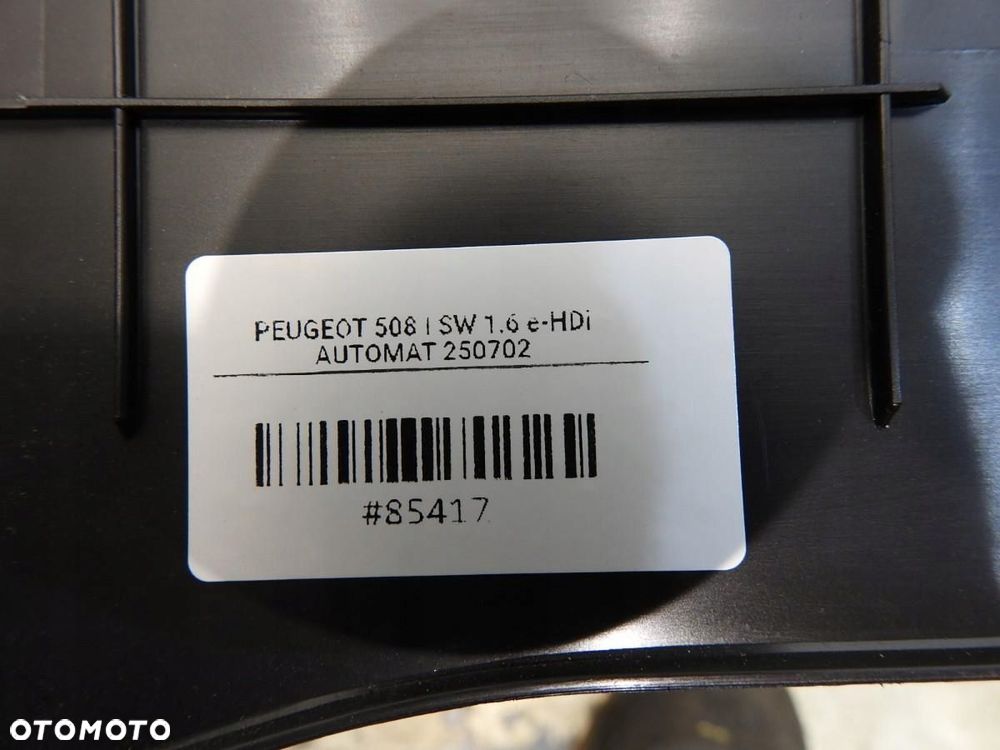 PEUGEOT 508 I SW 1.6 e-HDi
AUTOMAT 250702
#85417
OTOMOTO